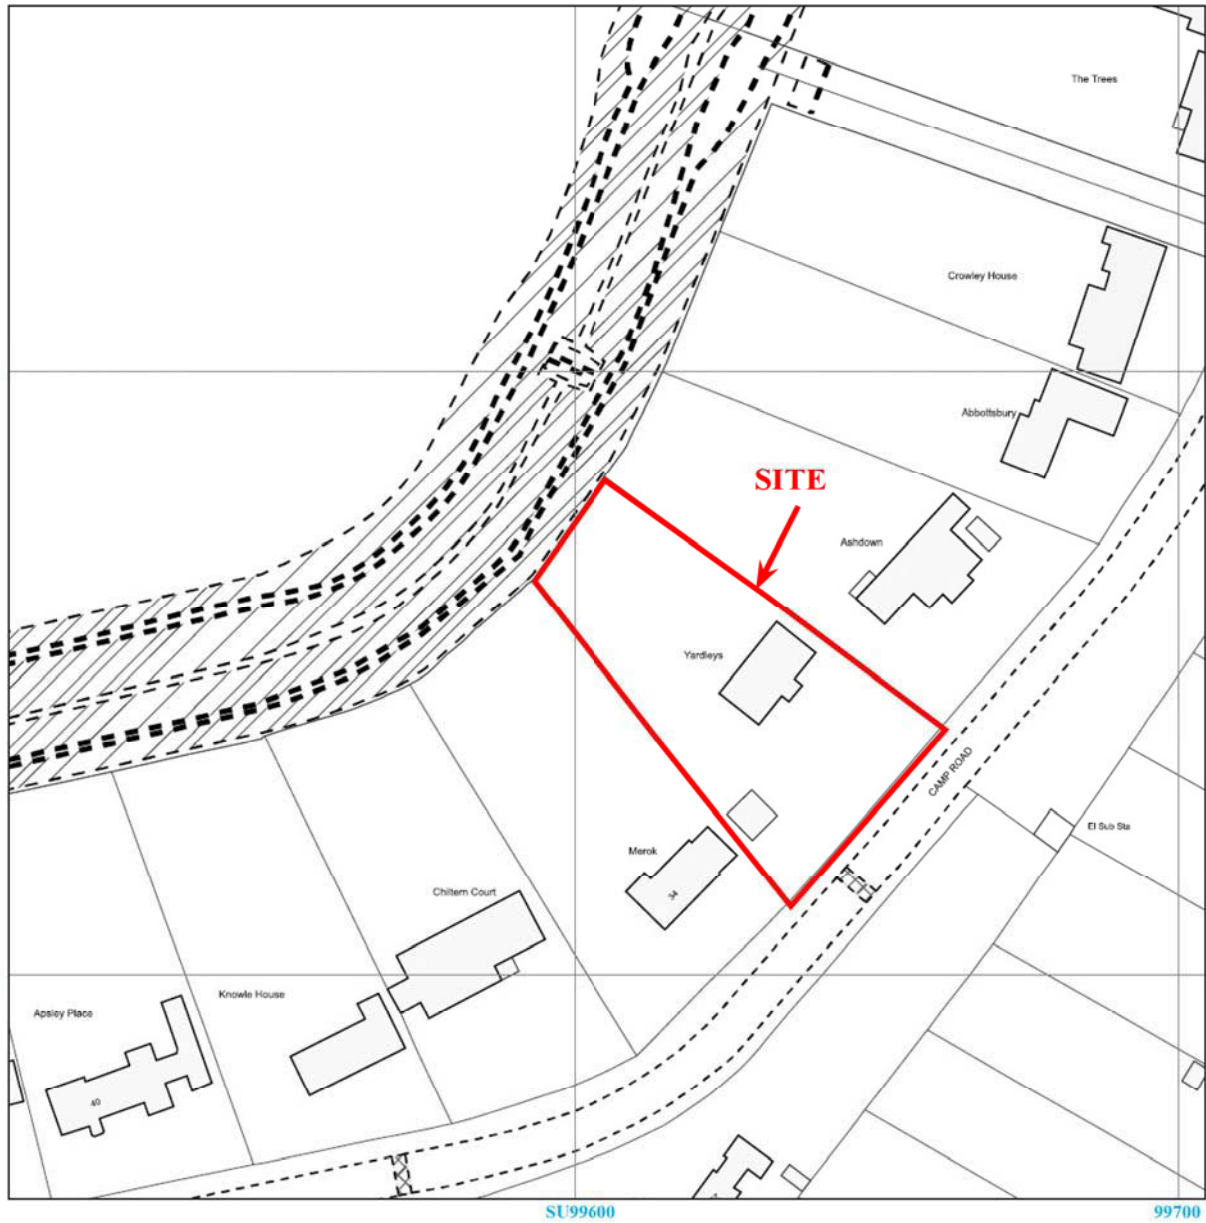 The Trees
Crowley House
Abbottsbury
SITE
Ashdown
Yardleys
CAMP ROAD
El Sub Sta
Merok
34
Chiltern Court
Knowle House
Apsley Place
40
SU99600
99700